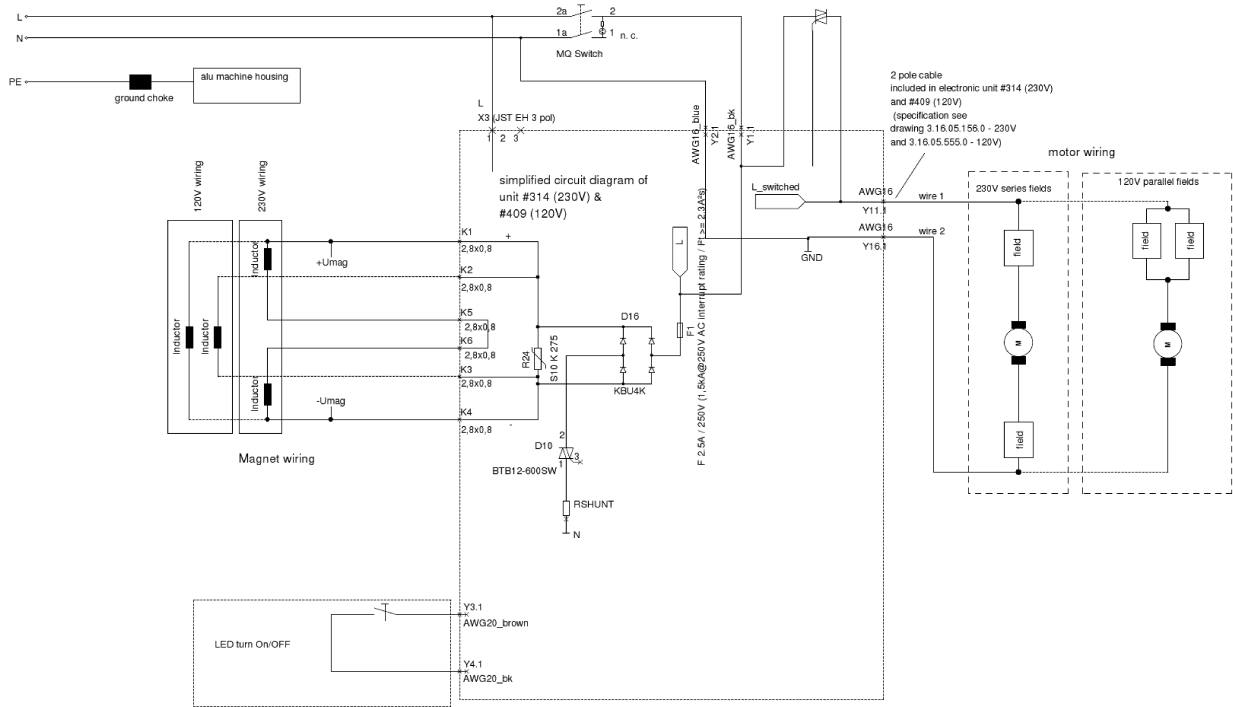 L
N
PE
ground choke
alu machine housing
2a
2
1a
1
n. c.
MQ Switch
L
X3 (JST EH 3 pol)
1
2
3
AWG16_blue
Y2.1
AWG16_bk
Y1.1
2 pole cable
included in electronic unit #314 (230V)
and #409 (120V)
(specification see
drawing 3.16.05.156.0 - 230V
and 3.16.05.555.0 - 120V)
motor wiring
simplified circuit diagram of
unit #314 (230V) &
#409 (120V)
L_switched
AWG16
Y11.1
wire 1
AWG16
Y16.1
wire 2
GND
230V series fields
field
M
field
120V parallel fields
field
field
M
120V wiring
230V wiring
Inductor
Inductor
Inductor
Inductor
+Umag
-Umag
Magnet wiring
K1
2,8x0,8
+
K2
2,8x0,8
K5
2,8x0,8
K6
2,8x0,8
K3
2,8x0,8
K4
2,8x0,8
-
R24
S10 K 275
D16
KBU4K
L
F1
F 2.5A / 250V (1,5kA@250V AC interrupt rating / I²t >= 2,3A²s)
D10
2
3
1
BTB12-600SW
RSHUNT
N
LED turn On/OFF
Y3.1
AWG20_brown
Y4.1
AWG20_bk